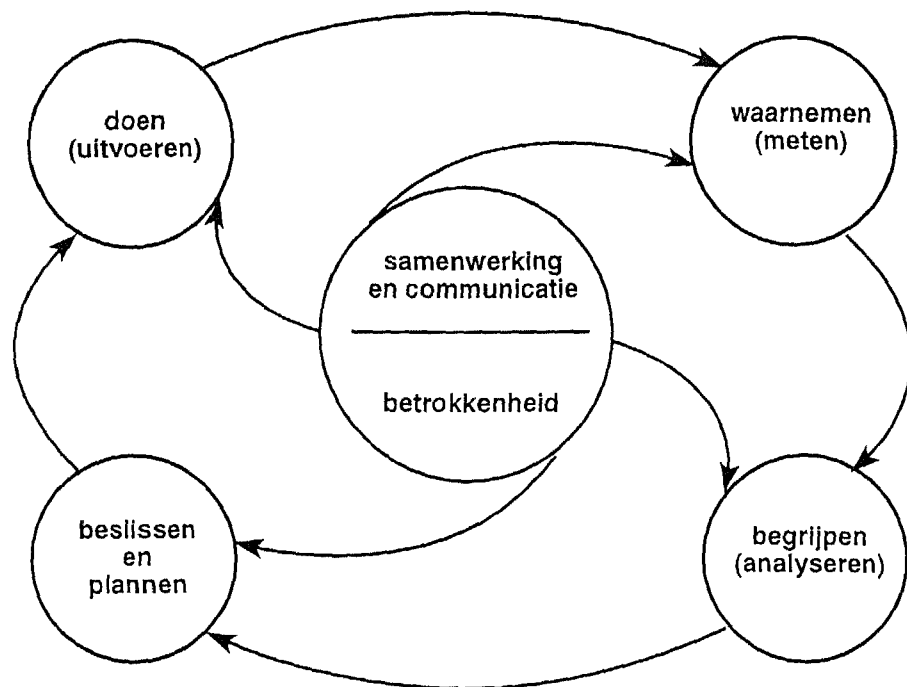 doen
(uitvoeren)
waarnemen
(meten)
samenwerking
en communicatie
betrokkenheid
beslissen
en
plannen
begrijpen
(analyseren)